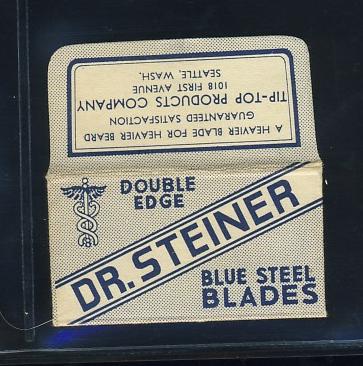 A HEAVIER BLADE FOR HEAVIER BEARD
GUARANTEED SATISFACTION
TIP-TOP PRODUCTS COMPANY
1018 FIRST AVENUE
SEATTLE, WASH.
DOUBLE
EDGE
DR. STEINER
BLUE STEEL
BLADES